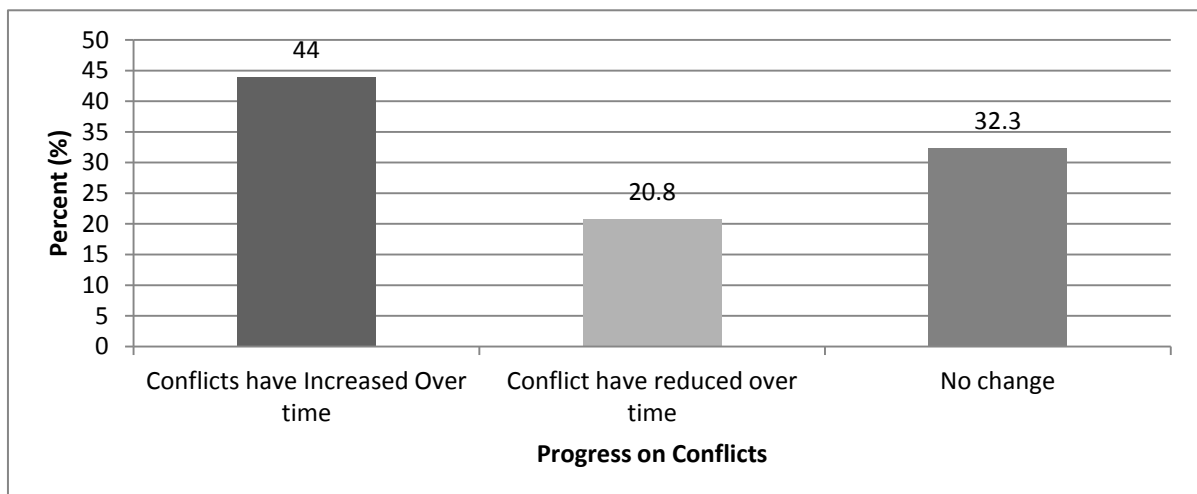 50
45
40
35
30
25
20
15
10
5
0
Percent (%)
44
20.8
32.3
Conflicts have Increased Over
time
Conflict have reduced over
time
No change
Progress on Conflicts